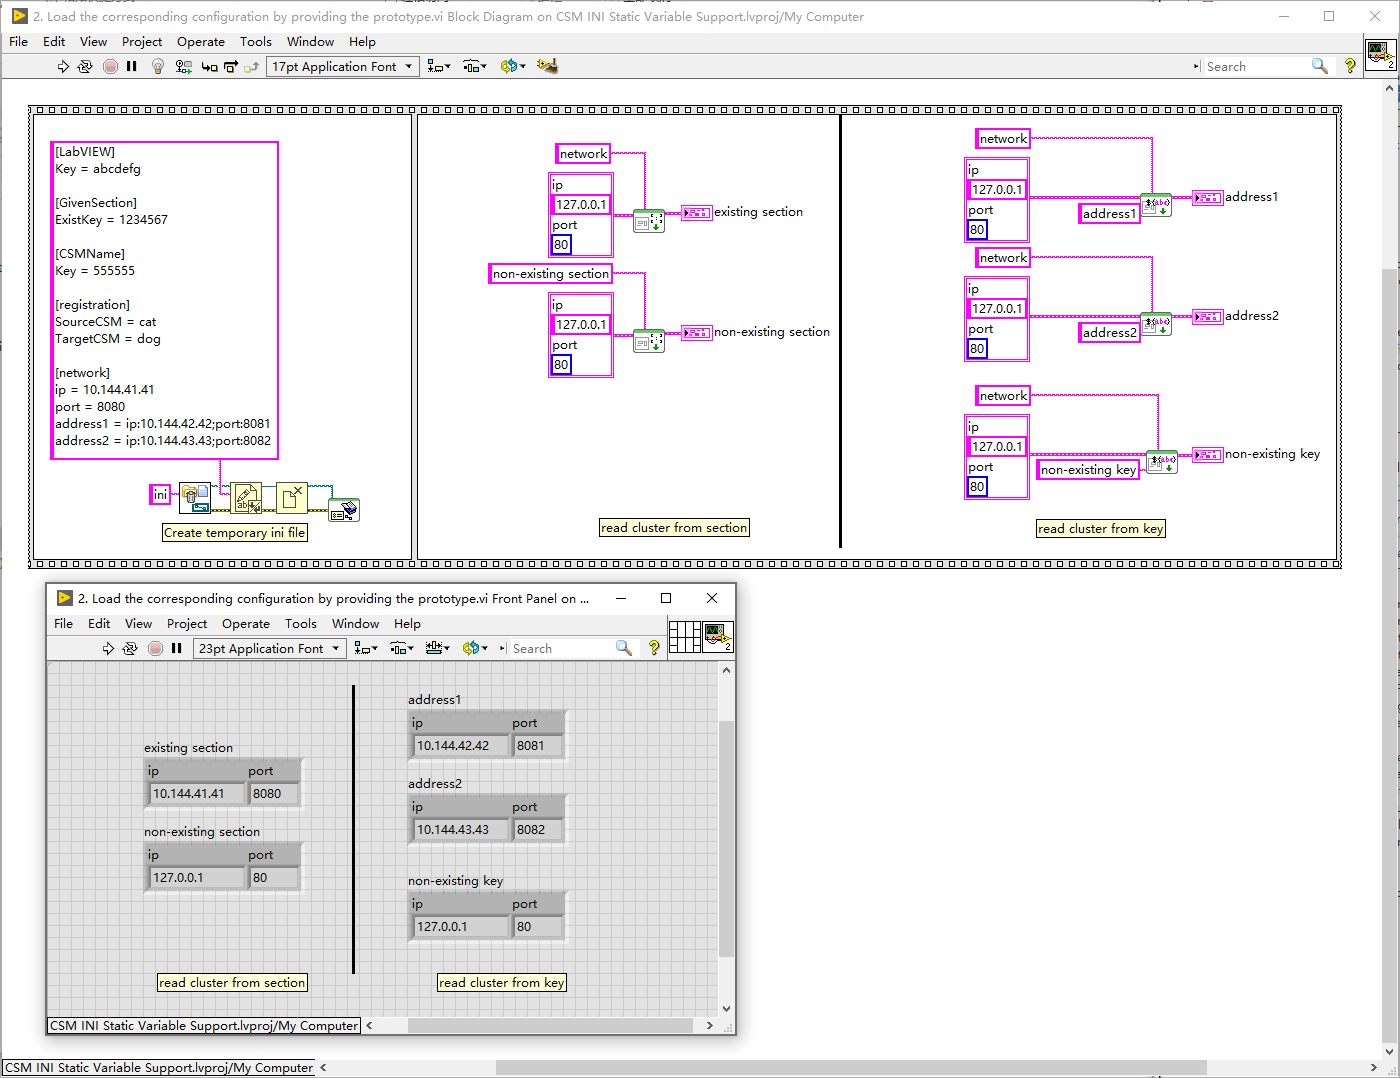 2. Load the corresponding configuration by providing the prototype.vi Block Diagram on CSM INI Static Variable Support.lvproj/My Computer
File Edit View Project Operate Tools Window Help
17pt Application Font
Search
2
[LabVIEW]
Key = abcdefg
[GivenSection]
ExistKey = 1234567
[CSMName]
Key = 555555
[registration]
SourceCSM = cat
TargetCSM = dog
[network]
ip = 10.144.41.41
port = 8080
address1 = ip:10.144.42.42;port:8081
address2 = ip:10.144.43.43;port:8082
ini
Create temporary ini file
network
ip
127.0.0.1
port
80
existing section
non-existing section
ip
127.0.0.1
port
80
non-existing section
read cluster from section
network
ip
127.0.0.1
port
80
address1
address1
network
ip
127.0.0.1
port
80
address2
address2
network
ip
127.0.0.1
port
80
non-existing key
non-existing key
read cluster from key
2. Load the corresponding configuration by providing the prototype.vi Front Panel on ...
File Edit View Project Operate Tools Window Help
23pt Application Font
Search
2
existing section
ip port
10.144.41.41 8080
non-existing section
ip port
127.0.0.1 80
read cluster from section
address1
ip port
10.144.42.42 8081
address2
ip port
10.144.43.43 8082
non-existing key
ip port
127.0.0.1 80
read cluster from key
CSM INI Static Variable Support.lvproj/My Computer
CSM INI Static Variable Support.lvproj/My Computer